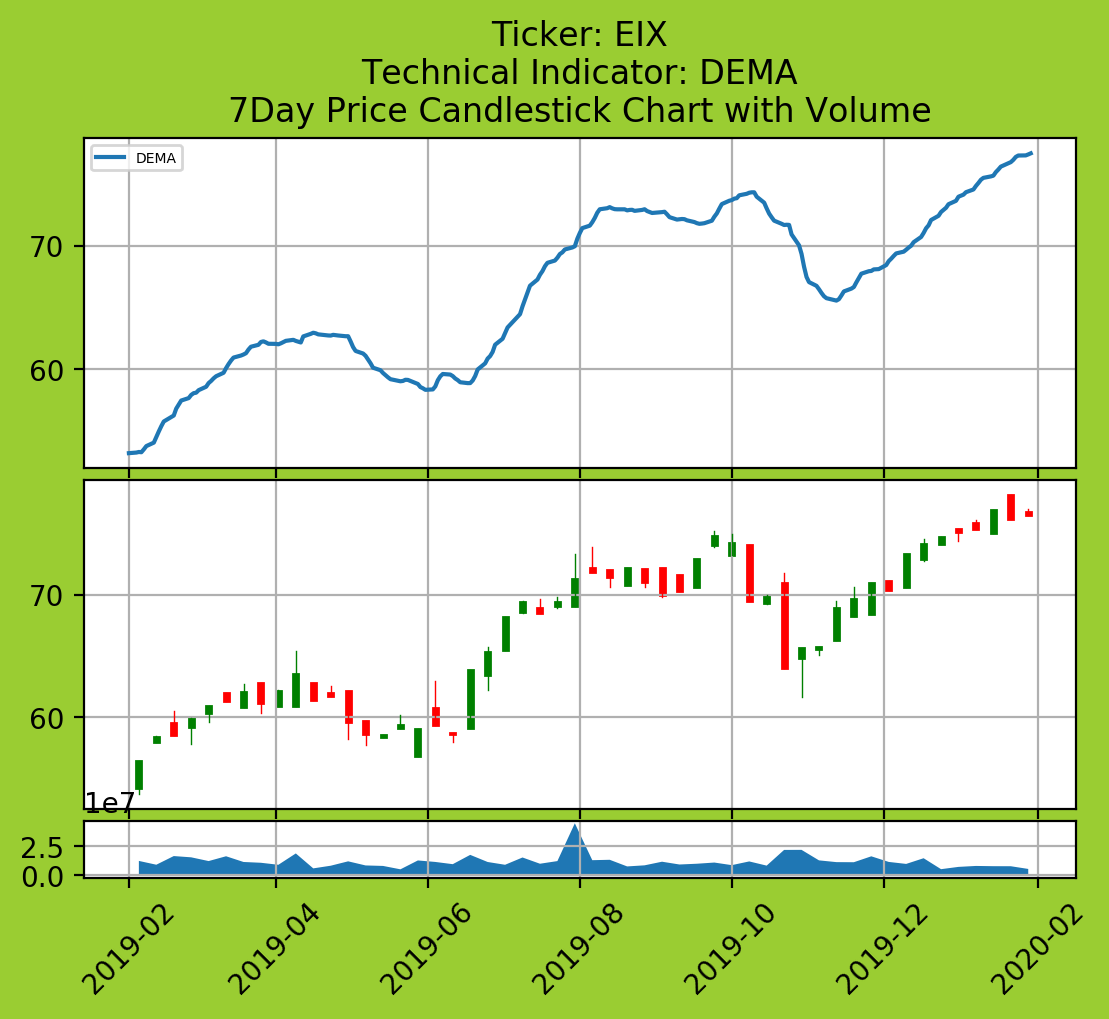 Ticker: EIX
Technical Indicator: DEMA
7Day Price Candlestick Chart with Volume
DEMA
70
60
70
60
1e7
2.5
0.0
2019-02
2019-04
2019-06
2019-08
2019-10
2019-12
2020-02